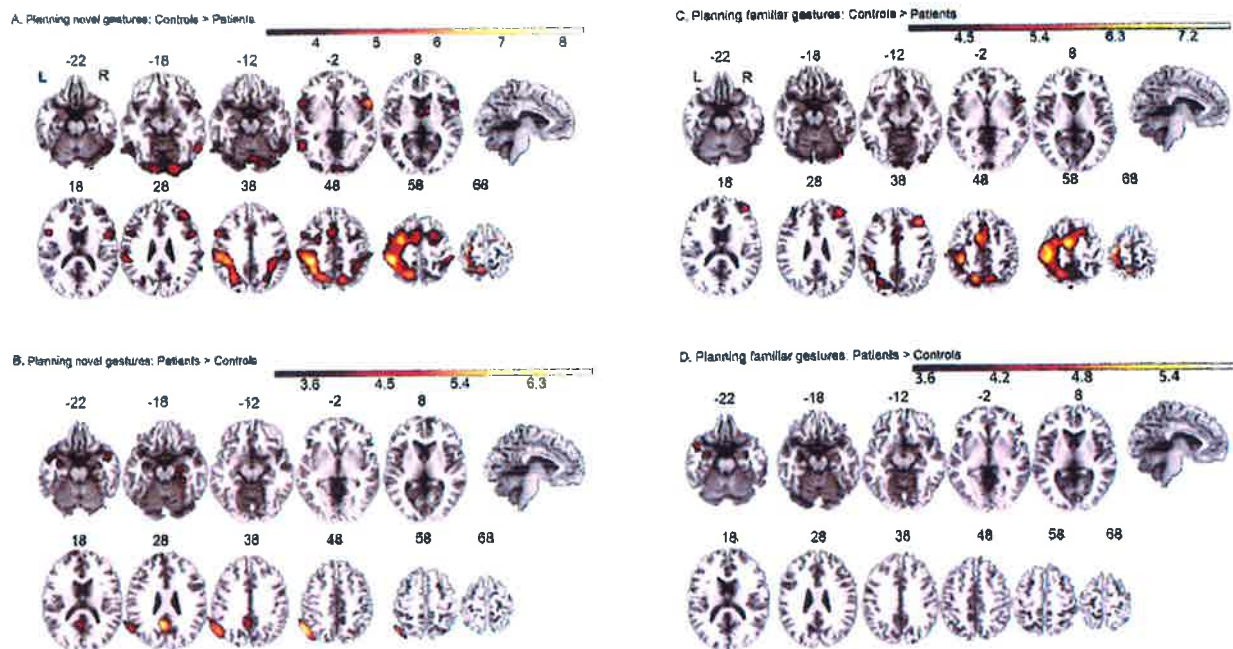 A. Planning novel gestures: Controls > Patients
4 5 6 7 8
-22 -18 -12 -2 8
L R
18 28 38 48 58 68
B. Planning novel gestures: Patients > Controls
3.6 4.5 5.4 6.3
-22 -18 -12 -2 8
18 28 38 48 58 68
C. Planning familiar gestures: Controls > Patients
4.5 5.4 6.3 7.2
-22 -18 -12 -2 8
L R
18 28 38 48 58 68
D. Planning familiar gestures: Patients > Controls
3.6 4.2 4.8 5.4
-22 -18 -12 -2 8
18 28 38 48 58 68